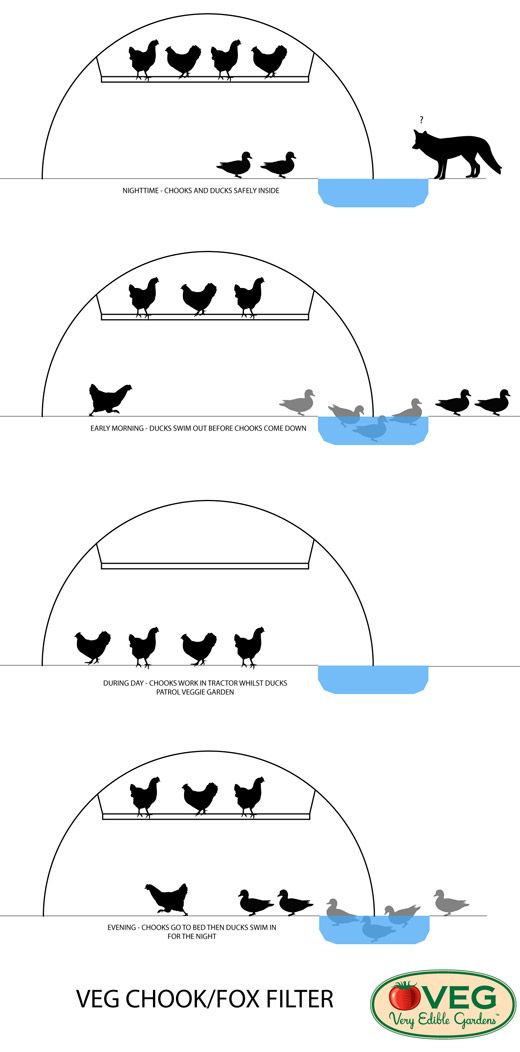 ?
NIGHTTIME - CHOOKS AND DUCKS SAFELY INSIDE
EARLY MORNING - DUCKS SWIM OUT BEFORE CHOOKS COME DOWN
DURING DAY - CHOOKS WORK IN TRACTOR WHILST DUCKS
PATROL VEGGIE GARDEN
EVENING - CHOOKS GO TO BED THEN DUCKS SWIM IN
FOR THE NIGHT
VEG CHOOK/FOX FILTER
VEG
Very Edible Gardens™